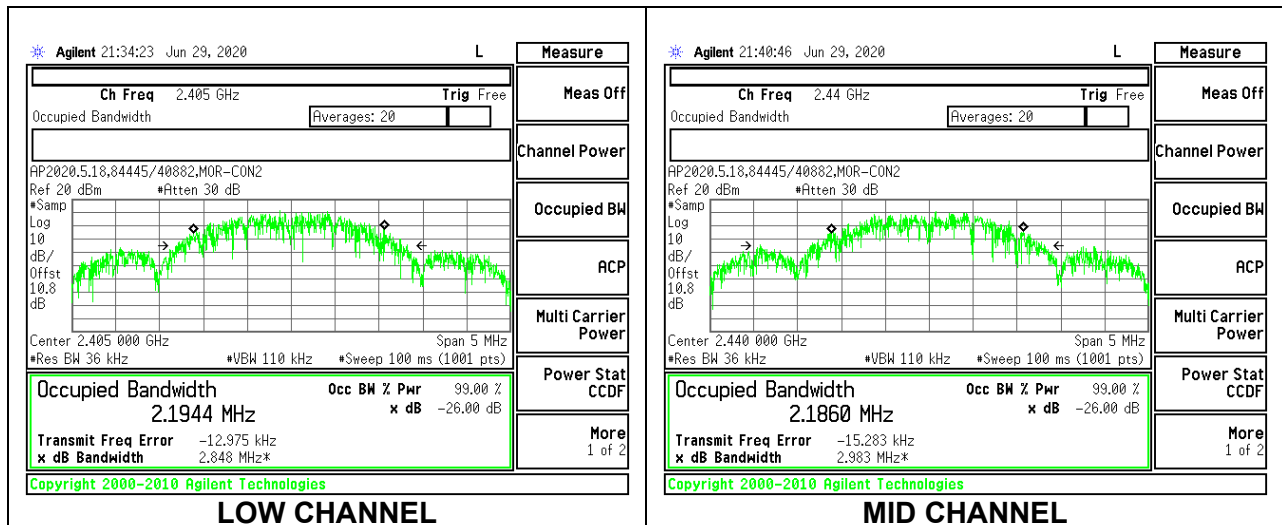 Agilent 21:34:23 Jun 29, 2020 L
Measure
Ch Freq 2.405 GHz Trig Free
Occupied Bandwidth Averages: 20
AP2020.5.18,84445/40882,MOR-CON2
Ref 20 dBm #Atten 30 dB
#Samp
Log
10
dB/
Offst
10.8
dB
Center 2.405 000 GHz Span 5 MHz
#Res BW 36 kHz #VBW 110 kHz #Sweep 100 ms (1001 pts)
Occupied Bandwidth Occ BW % Pwr 99.00 %
2.1944 MHz x dB -26.00 dB
Transmit Freq Error -12.975 kHz
x dB Bandwidth 2.848 MHz*
Copyright 2000-2010 Agilent Technologies
Meas Off
Channel Power
Occupied BW
ACP
Multi Carrier
Power
Power Stat
CCDF
More
1 of 2
LOW CHANNEL
Agilent 21:40:46 Jun 29, 2020 L
Measure
Ch Freq 2.44 GHz Trig Free
Occupied Bandwidth Averages: 20
AP2020.5.18,84445/40882,MOR-CON2
Ref 20 dBm #Atten 30 dB
#Samp
Log
10
dB/
Offst
10.8
dB
Center 2.440 000 GHz Span 5 MHz
#Res BW 36 kHz #VBW 110 kHz #Sweep 100 ms (1001 pts)
Occupied Bandwidth Occ BW % Pwr 99.00 %
2.1860 MHz x dB -26.00 dB
Transmit Freq Error -15.283 kHz
x dB Bandwidth 2.983 MHz*
Copyright 2000-2010 Agilent Technologies
Meas Off
Channel Power
Occupied BW
ACP
Multi Carrier
Power
Power Stat
CCDF
More
1 of 2
MID CHANNEL